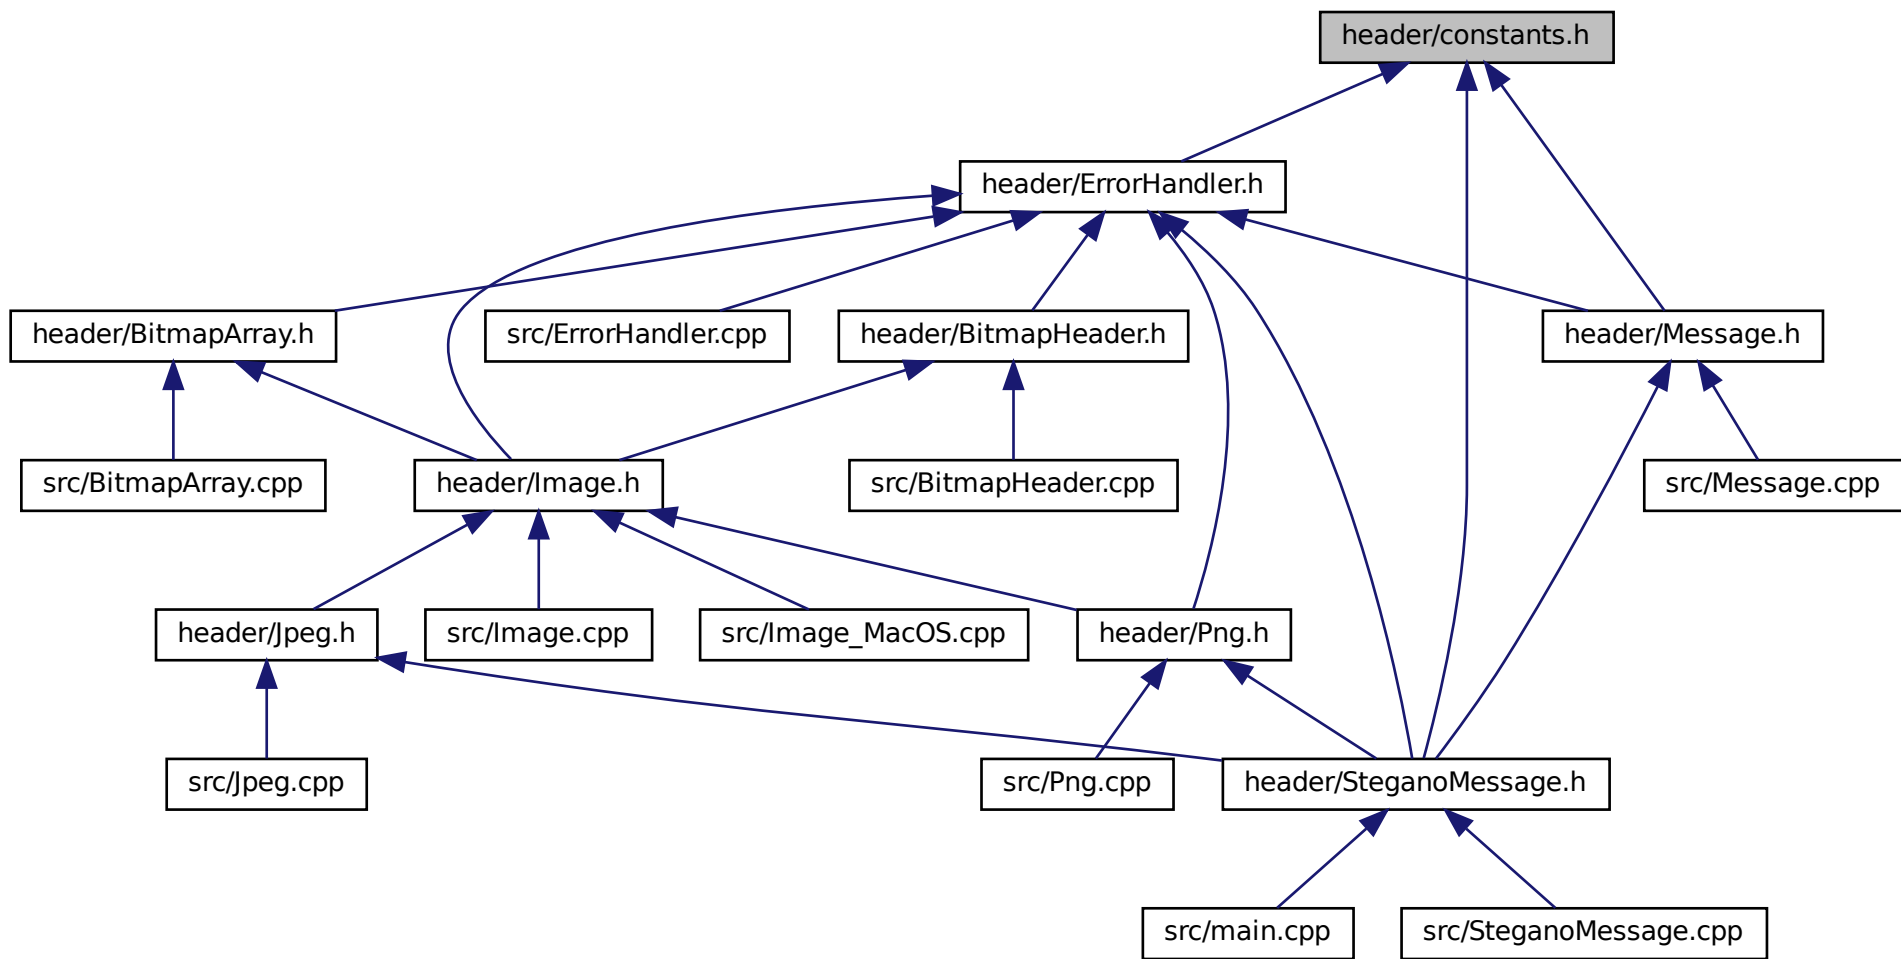 header/constants.h
header/ErrorHandler.h
header/BitmapArray.h
src/ErrorHandler.cpp
header/BitmapHeader.h
header/Message.h
src/BitmapArray.cpp
header/Image.h
src/BitmapHeader.cpp
src/Message.cpp
header/Jpeg.h
src/Image.cpp
src/Image_MacOS.cpp
header/Png.h
src/Jpeg.cpp
src/Png.cpp
header/SteganoMessage.h
src/main.cpp
src/SteganoMessage.cpp